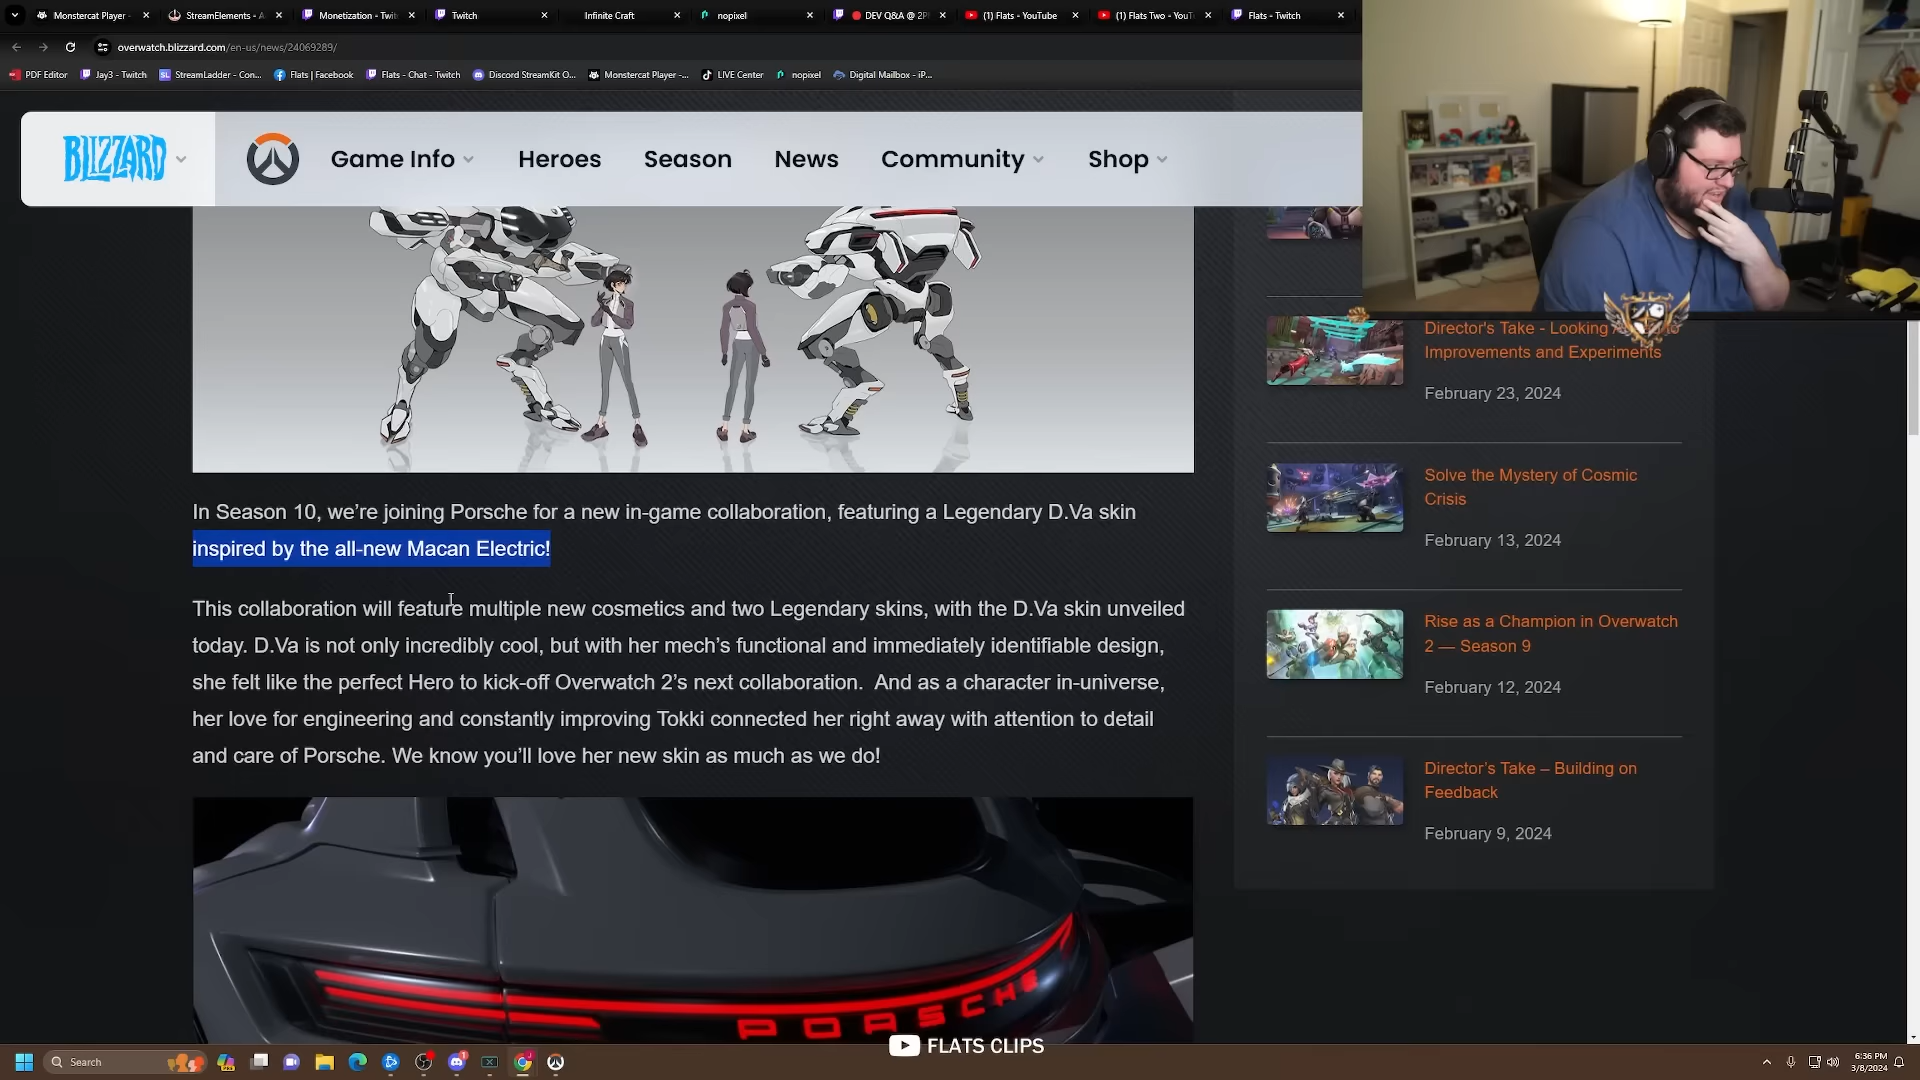 Monstercat Player -
StreamElements - A
Monetization - Twit
Twitch
Infinite Craft
nopixel
DEV Q&A @ 2P
(1) Flats - YouTube
(1) Flats Two - YouT
Flats - Twitch
overwatch.blizzard.com/en-us/news/24069289/
PDF Editor
Jay3 - Twitch
StreamLadder - Con...
Flats | Facebook
Flats - Chat - Twitch
Discord StreamKit O...
Monstercat Player -...
LIVE Center
nopixel
Digital Mailbox - iP...
BLIZZARD
Game Info
Heroes
Season
News
Community
Shop
In Season 10, we’re joining Porsche for a new in-game collaboration, featuring a Legendary D.Va skin
inspired by the all-new Macan Electric!
This collaboration will feature multiple new cosmetics and two Legendary skins, with the D.Va skin unveiled
today. D.Va is not only incredibly cool, but with her mech’s functional and immediately identifiable design,
she felt like the perfect Hero to kick-off Overwatch 2’s next collaboration.  And as a character in-universe,
her love for engineering and constantly improving Tokki connected her right away with attention to detail
and care of Porsche. We know you’ll love her new skin as much as we do!
PORSCHE
Director's Take - Looking
Improvements and Experiments
February 23, 2024
Solve the Mystery of Cosmic
Crisis
February 13, 2024
Rise as a Champion in Overwatch
2 — Season 9
February 12, 2024
Director’s Take – Building on
Feedback
February 9, 2024
FLATS CLIPS
Search
6:36 PM
3/8/2024